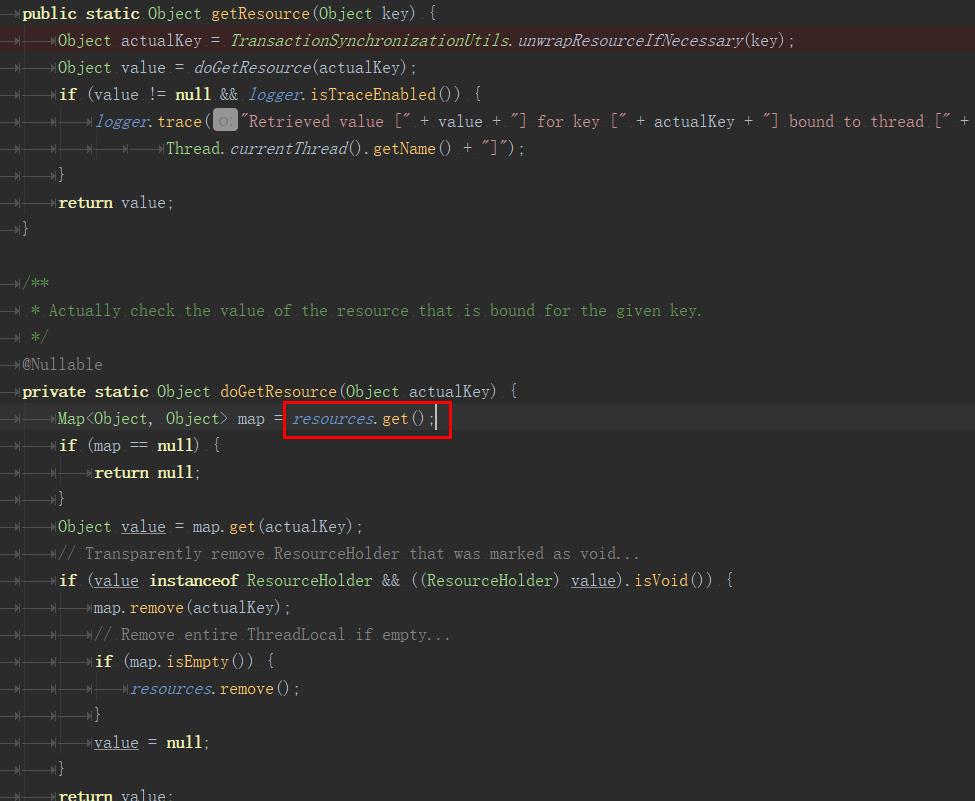 public static Object getResource(Object key) {
Object actualKey = TransactionSynchronizationUtils.unwrapResourceIfNecessary(key);
Object value = doGetResource(actualKey);
if (value != null && logger.isTraceEnabled()) {
logger.trace( o: "Retrieved value [" + value + "] for key [" + actualKey + "] bound to thread [" +
Thread.currentThread().getName() + "]");
}
return value;
}
/**
* Actually check the value of the resource that is bound for the given key.
*/
@Nullable
private static Object doGetResource(Object actualKey) {
Map<Object, Object> map = resources.get();
if (map == null) {
return null;
}
Object value = map.get(actualKey);
// Transparently remove ResourceHolder that was marked as void...
if (value instanceof ResourceHolder && ((ResourceHolder) value).isVoid()) {
map.remove(actualKey);
// Remove entire ThreadLocal if empty...
if (map.isEmpty()) {
resources.remove();
}
value = null;
}
return value;